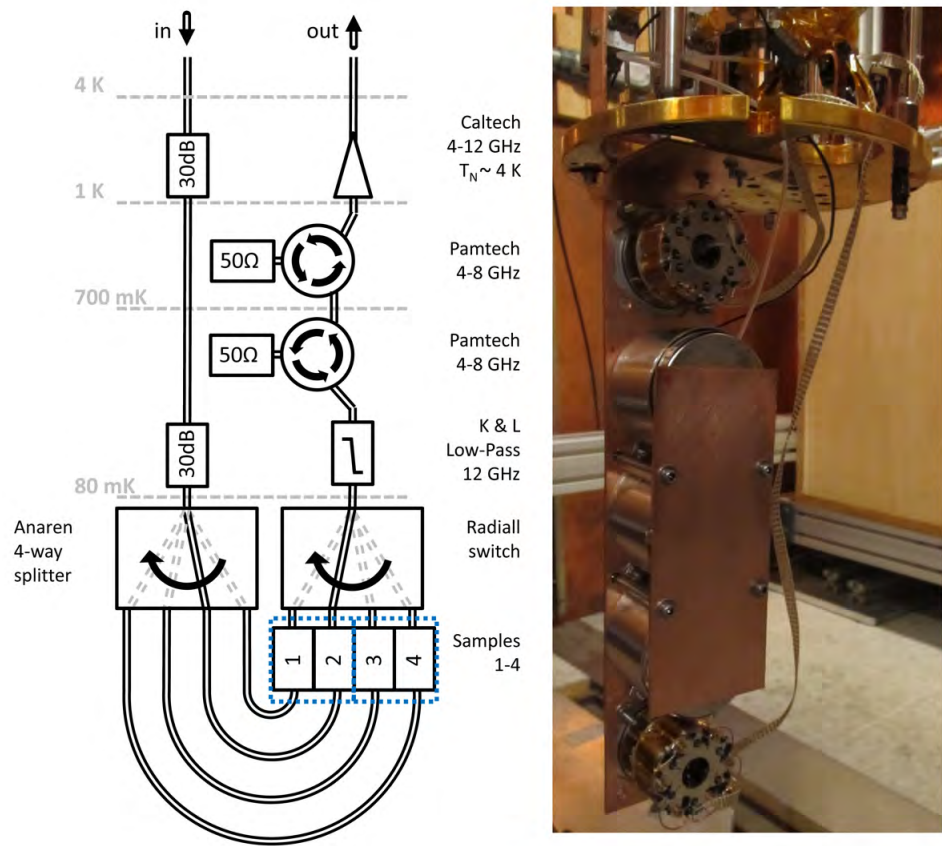 in
out
4 K
30dB
Caltech
4-12 GHz
T_N ~ 4 K
1 K
50Ω
Pamtech
4-8 GHz
700 mK
50Ω
Pamtech
4-8 GHz
30dB
K & L
Low-Pass
12 GHz
80 mK
Anaren
4-way
splitter
Radiall
switch
1
2
3
4
Samples
1-4